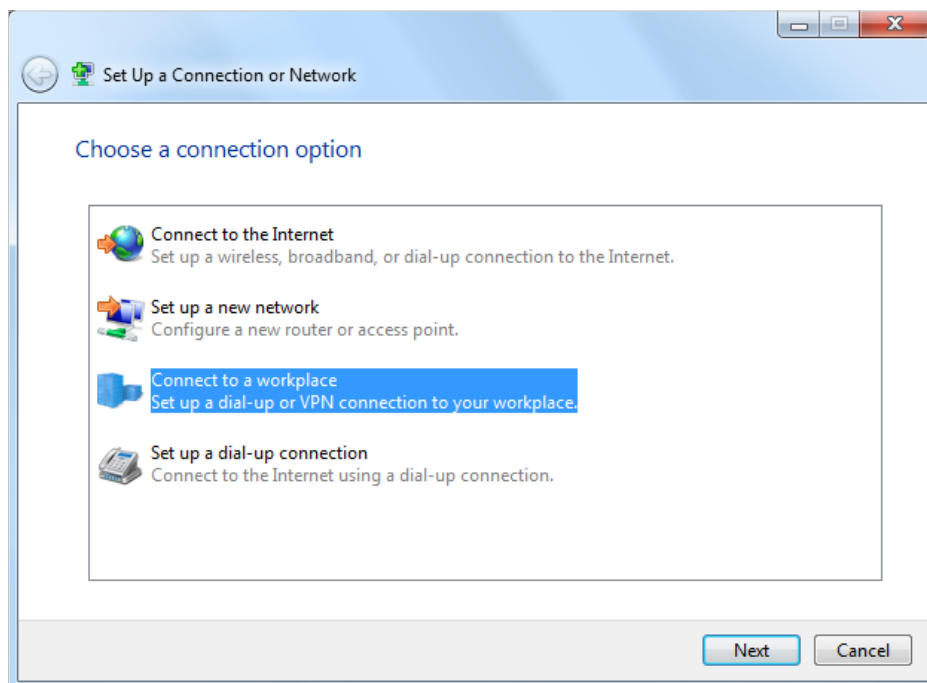 Set Up a Connection or Network
Choose a connection option
Connect to the Internet
Set up a wireless, broadband, or dial-up connection to the Internet.
Set up a new network
Configure a new router or access point.
Connect to a workplace
Set up a dial-up or VPN connection to your workplace.
Set up a dial-up connection
Connect to the Internet using a dial-up connection.
Next Cancel